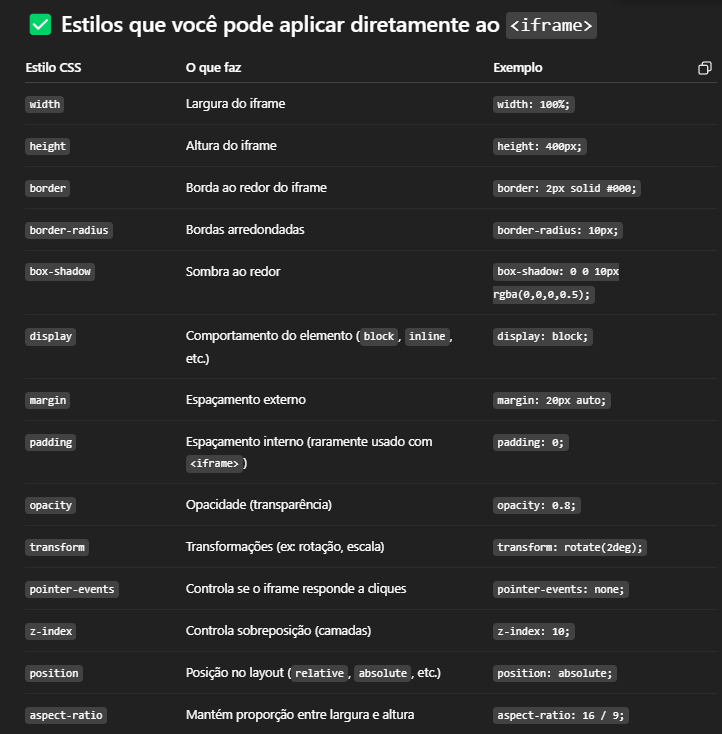 Estilos que você pode aplicar diretamente ao <iframe>
Estilo CSS O que faz Exemplo
width Largura do iframe width: 100%;
height Altura do iframe height: 400px;
border Borda ao redor do iframe border: 2px solid #000;
border-radius Bordas arredondadas border-radius: 10px;
box-shadow Sombra ao redor box-shadow: 0 0 10px
rgba(0,0,0,0.5);
display Comportamento do elemento (block, inline, display: block;
etc.)
margin Espaçamento externo margin: 20px auto;
padding Espaçamento interno (raramente usado com padding: 0;
<iframe>)
opacity Opacidade (transparência) opacity: 0.8;
transform Transformações (ex: rotação, escala) transform: rotate(2deg);
pointer-events Controla se o iframe responde a cliques pointer-events: none;
z-index Controla sobreposição (camadas) z-index: 10;
position Posição no layout (relative, absolute, etc.) position: absolute;
aspect-ratio Mantém proporção entre largura e altura aspect-ratio: 16 / 9;